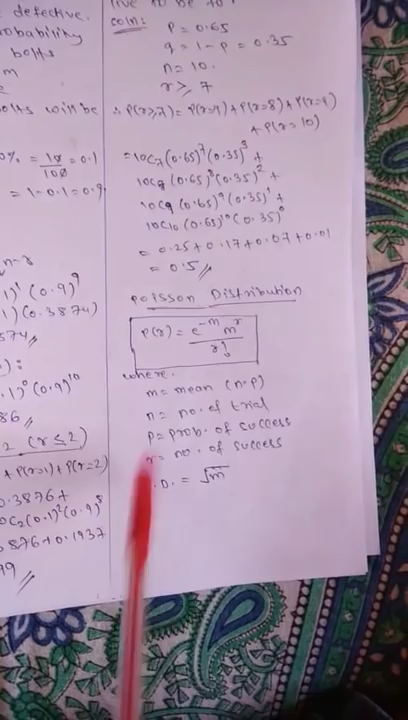 defective.
robability
bolts
m
olts will be
0% = 10/100 = 0.1
= 1-0.1=0.9
n-r
1)¹ (0.9)⁹
1) (0.3874)
574//
):
.1)⁰ (0.9)¹⁰
86//
2 (r ≤ 2)
+ P(r=1)+P(r=2)
0.3876+
0C₂(0.1)²(0.9)⁸
3876+0.1937
99 //
live to be 70.
Soln:
P = 0.65
q = 1-P = 0.35
n = 10.
r ≥ 7
∴ P(r≥7) = P(r=7)+P(r=8)+P(r=9)
+ P(r=10)
= 10C₇ (0.65)⁷ (0.35)³ +
10C₈ (0.65)⁸ (0.35)² +
10C₉ (0.65)⁹ (0.35)¹ +
10C₁₀ (0.65)¹⁰ (0.35)⁰
= 0.25+0.17+0.07+0.01
= 0.5 //
Poisson Distribution
P(r) = e⁻ᵐ mʳ / r!
where.
m = mean (n.p)
n = no. of trial
p = prob. of success
r = no. of success
.D. = √m